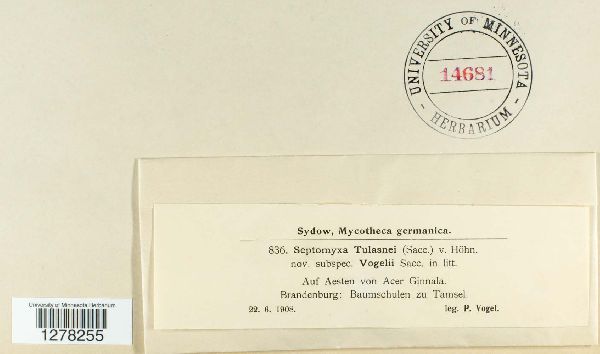 UNIVERSITY OF MINNESOTA
14681
- HERBARIUM -
Sydow, Mycotheca germanica.
836. Septomyxa Tulasnei (Sacc.) v. Höhn.
nov. subspec. Vogelii Sacc. in litt.
Auf Aesten von Acer Ginnala.
Brandenburg: Baumschulen zu Tamsel.
22. 6. 1908. leg. P. Vogel.
University of Minnesota Herbarium
1278255